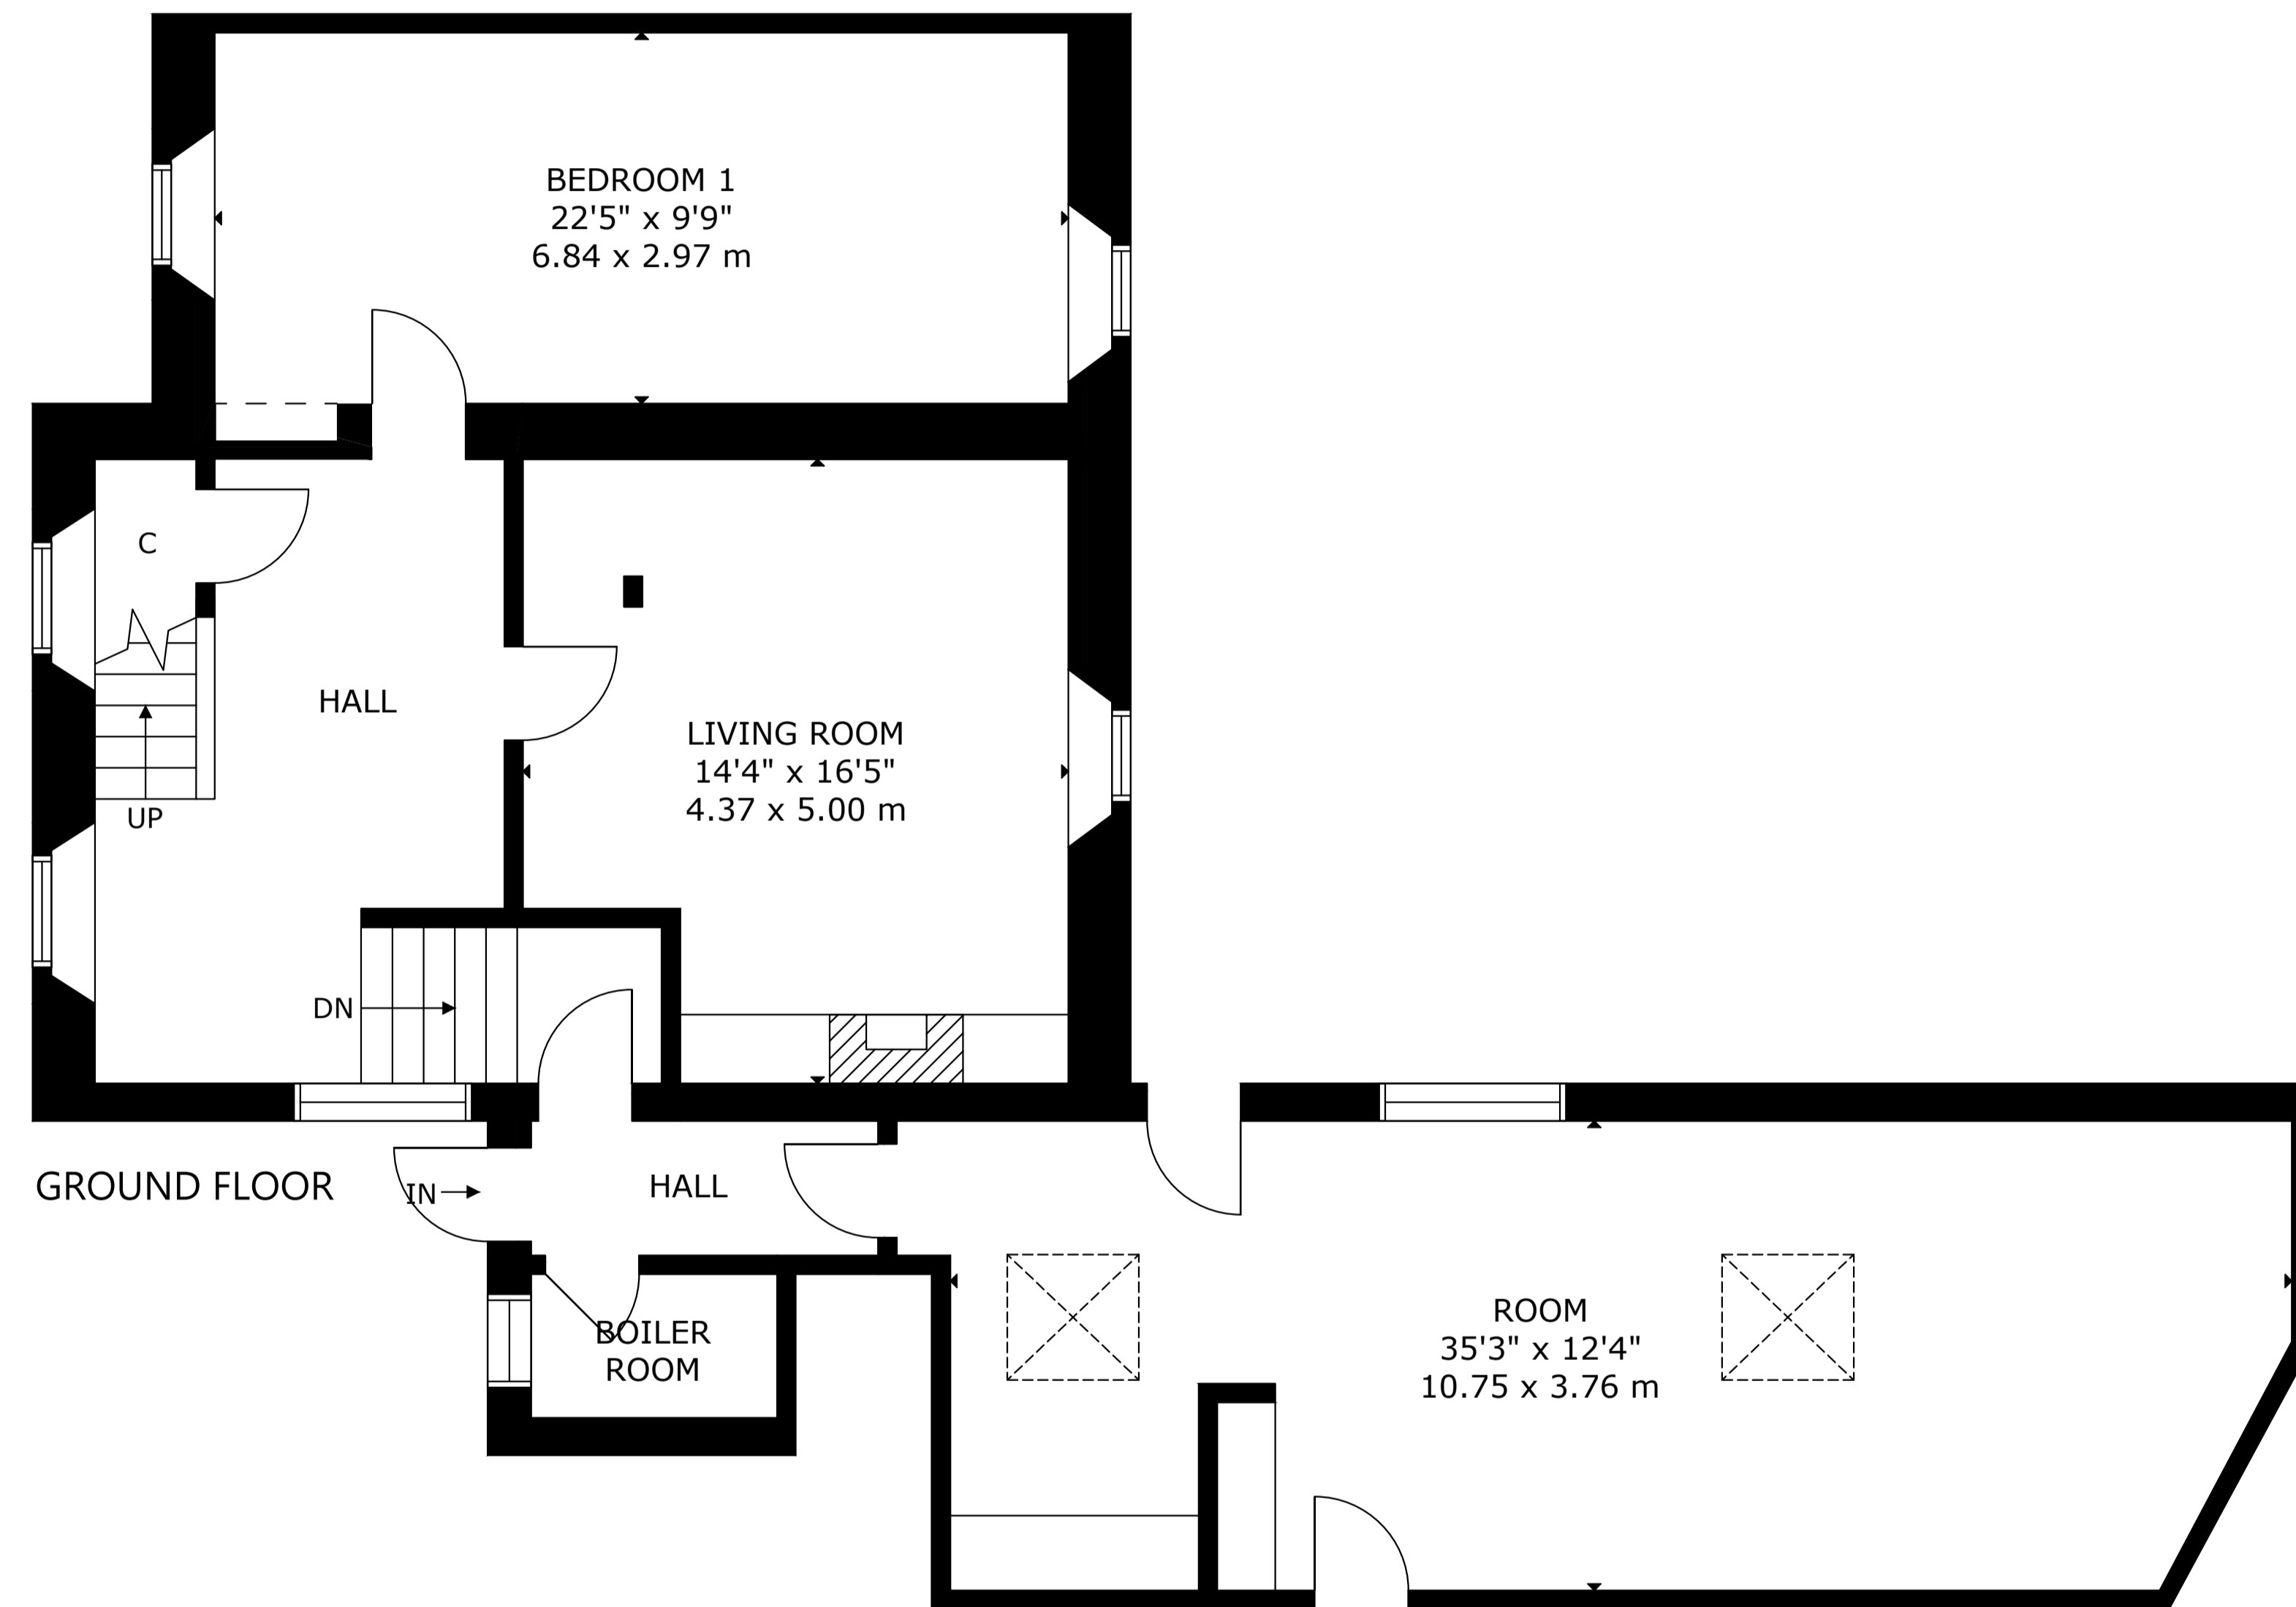 BEDROOM 1
22'5" x 9'9"
6.84 x 2.97 m
C
HALL
UP
LIVING ROOM
14'4" x 16'5"
4.37 x 5.00 m
DN
GROUND FLOOR
IN
HALL
BOILER
ROOM
ROOM
35'3" x 12'4"
10.75 x 3.76 m